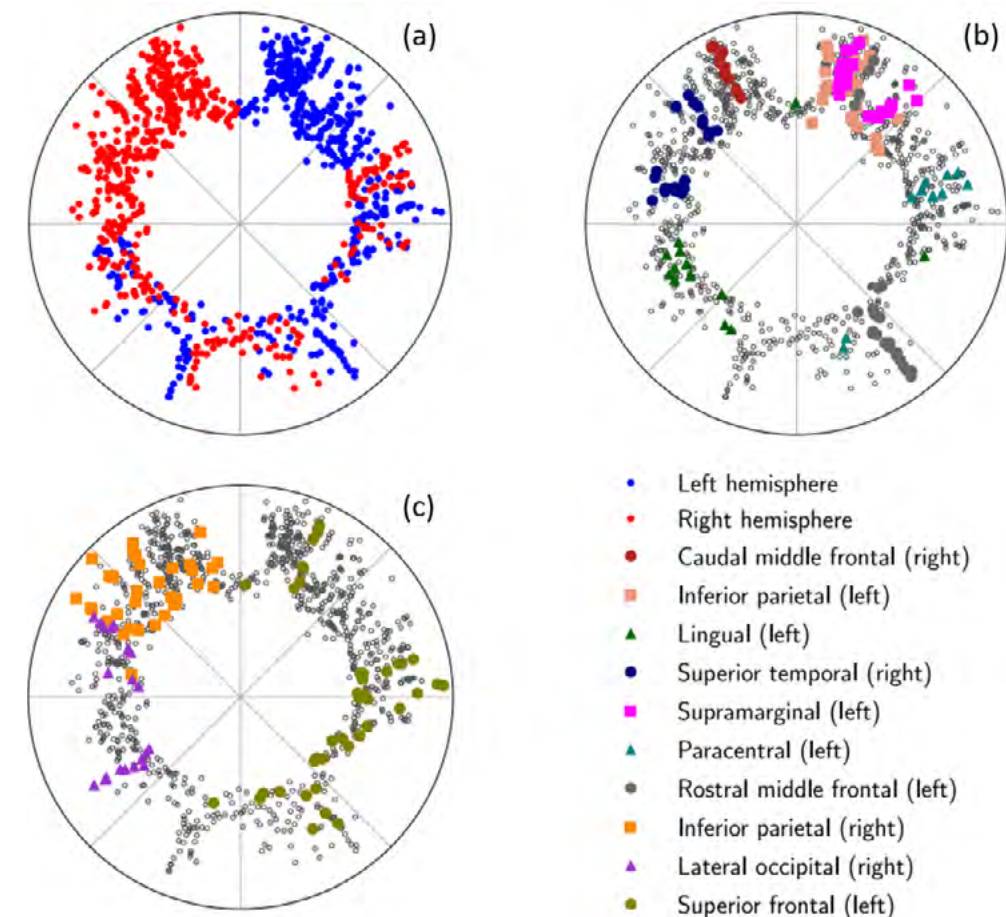 (a)
(b)
(c)
Left hemisphere
Right hemisphere
Caudal middle frontal (right)
Inferior parietal (left)
Lingual (left)
Superior temporal (right)
Supramarginal (left)
Paracentral (left)
Rostral middle frontal (left)
Inferior parietal (right)
Lateral occipital (right)
Superior frontal (left)